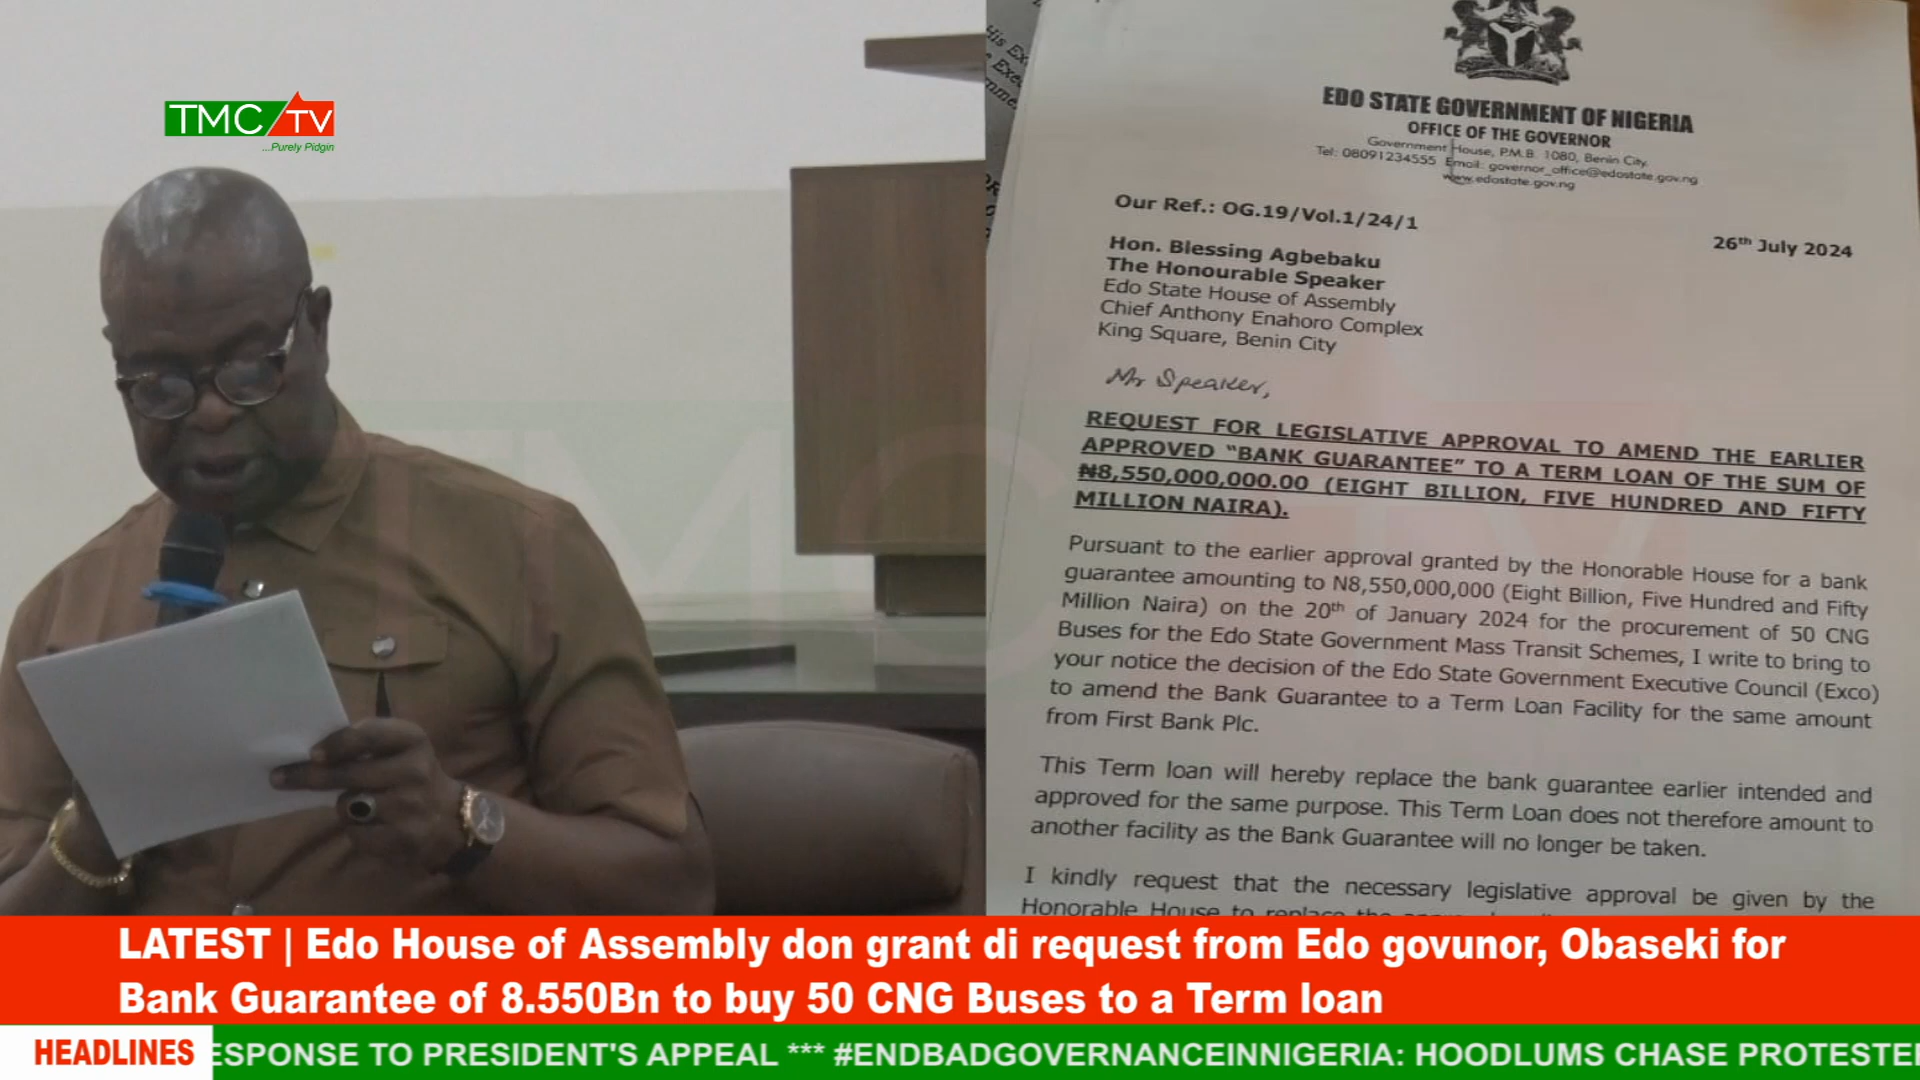 TMC TV
...Purely Pidgin
EDO STATE GOVERNMENT OF NIGERIA
OFFICE OF THE GOVERNOR
Government House, P.M.B. 1080, Benin City.
Tel: 08091234555 Email: governor_office@edostate.gov.ng
www.edostate.gov.ng
Our Ref.: OG.19/Vol.1/24/1
26th July 2024
Hon. Blessing Agbebaku
The Honourable Speaker
Edo State House of Assembly
Chief Anthony Enahoro Complex
King Square, Benin City
Mr Speaker,
REQUEST FOR LEGISLATIVE APPROVAL TO AMEND THE EARLIER
APPROVED "BANK GUARANTEE" TO A TERM LOAN OF THE SUM OF
₦8,550,000,000.00 (EIGHT BILLION, FIVE HUNDRED AND FIFTY
MILLION NAIRA).
Pursuant to the earlier approval granted by the Honorable House for a bank
guarantee amounting to N8,550,000,000 (Eight Billion, Five Hundred and Fifty
Million Naira) on the 20th of January 2024 for the procurement of 50 CNG
Buses for the Edo State Government Mass Transit Schemes, I write to bring to
your notice the decision of the Edo State Government Executive Council (Exco)
to amend the Bank Guarantee to a Term Loan Facility for the same amount
from First Bank Plc.
This Term loan will hereby replace the bank guarantee earlier intended and
approved for the same purpose. This Term Loan does not therefore amount to
another facility as the Bank Guarantee will no longer be taken.
I kindly request that the necessary legislative approval be given by the
Honorable House to replace the
LATEST | Edo House of Assembly don grant di request from Edo govunor, Obaseki for
Bank Guarantee of 8.550Bn to buy 50 CNG Buses to a Term loan
HEADLINES ESPONSE TO PRESIDENT'S APPEAL *** #ENDBADGOVERNANCEINNIGERIA: HOODLUMS CHASE PROTESTE